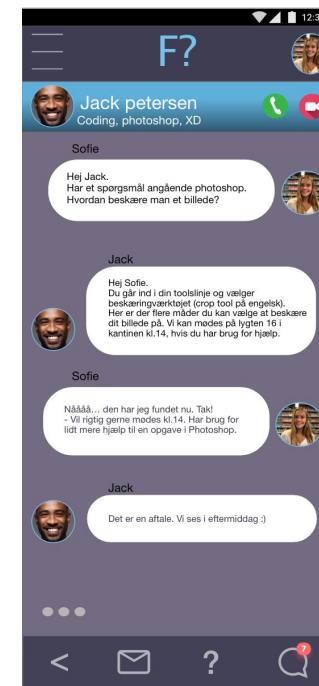 12:3
F?
Jack petersen
Coding, photoshop, XD
Sofie
Hej Jack.
Har et spørgsmål angående photoshop.
Hvordan beskære man et billede?
Jack
Hej Sofie.
Du går ind i din toolslinje og vælger
beskæringværktøjet (crop tool på engelsk).
Her er der flere måder du kan vælge at beskære
dit billede på. Vi kan mødes på lygten 16 i
kantinen kl.14, hvis du har brug for hjælp.
Sofie
Nåååå... den har jeg fundet nu. Tak!
- Vil rigtig gerne mødes kl.14. Har brug for
lidt mere hjælp til en opgave i Photoshop.
Jack
Det er en aftale. Vi ses i eftermiddag :)
< ? 7